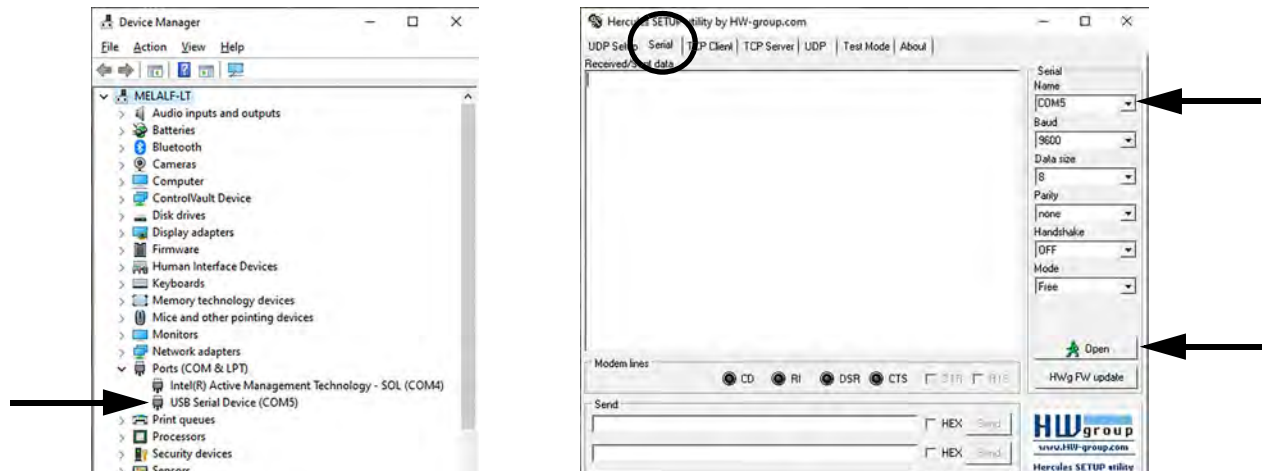 Device Manager
File Action View Help
MELALF-LT
Audio inputs and outputs
Batteries
Bluetooth
Cameras
Computer
ControlVault Device
Disk drives
Display adapters
Firmware
Human Interface Devices
Keyboards
Memory technology devices
Mice and other pointing devices
Monitors
Network adapters
Ports (COM & LPT)
Intel(R) Active Management Technology - SOL (COM4)
USB Serial Device (COM5)
Print queues
Processors
Security devices
Sensors
Hercules SETUP utility by HW-group.com
UDP Setup Serial TCP Client TCP Server UDP Test Mode About
Received/Sent data
Serial
Name
COM5
Baud
9600
Data size
8
Parity
none
Handshake
OFF
Mode
Free
Open
HWg FW update
Modem lines
CD RI DSR CTS DTR RTS
Send
HEX Send
HEX Send
HWgroup
www.HW-group.com
Hercules SETUP utility